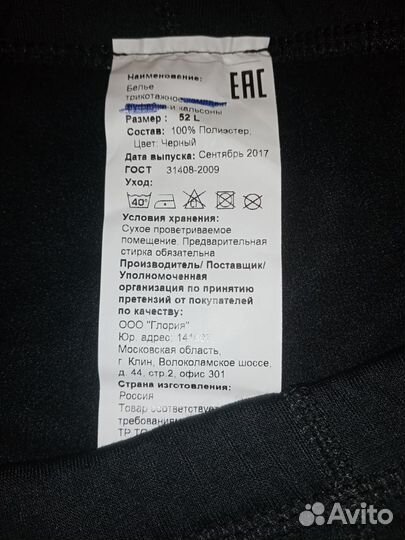 Наименование:
EAC
Белье
трикотажное
и кальсоны
Размер : 52 L
Состав: 100% Полиэстер,
Цвет: Черный
Дата выпуска: Сентябрь 2017
ГОСТ 31408-2009
Уход:
40°
Условия хранения:
Сухое проветриваемое
помещение. Предварительная
стирка обязательна
Производитель/ Поставщик/
Уполномоченная
организация по принятию
претензий от покупателей
по качеству:
ООО "Глория"
Юр. адрес:
Московская область,
г. Клин, Волоколамское шоссе,
д. 44, стр.2, офис 301
Страна изготовления:
Россия
Товар соответствует
требованиям
ТР ТС
Avito